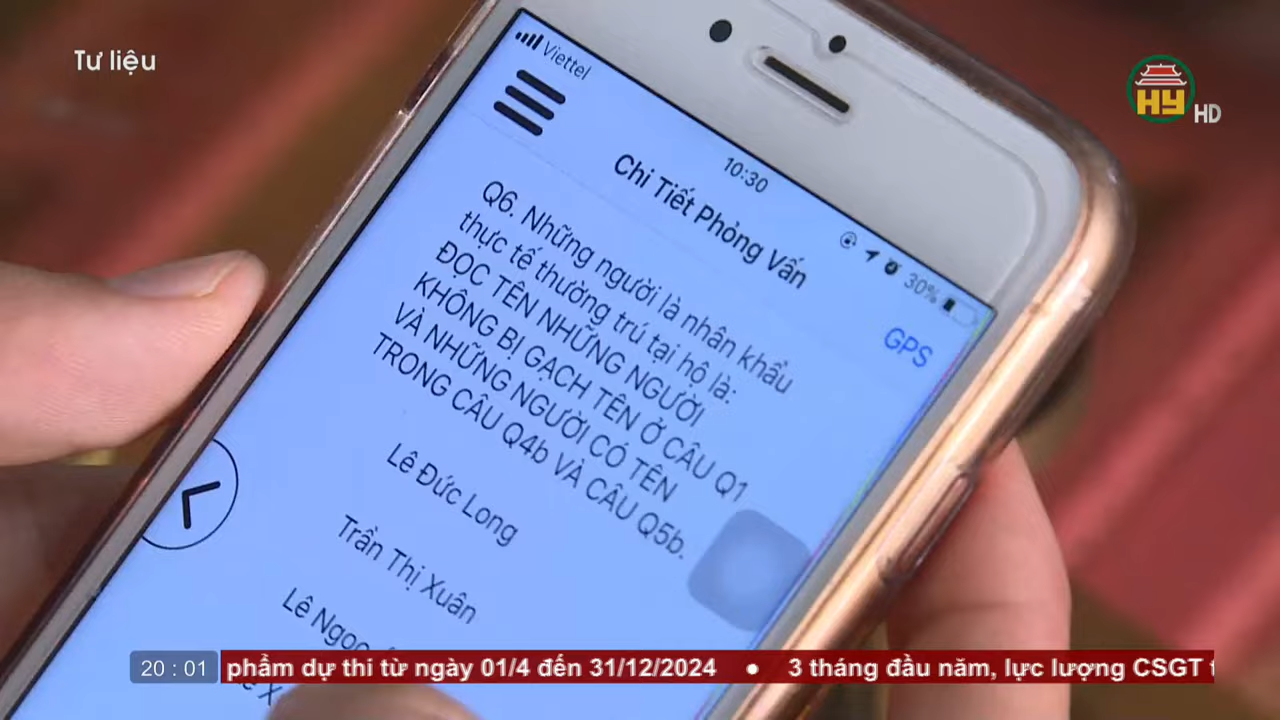 Tư liệu
HY HD
Viettel
10:30
30%
Chi Tiết Phỏng Vấn
GPS
Q6. Những người là nhân khẩu
thực tế thường trú tại hộ là:
ĐỌC TÊN NHỮNG NGƯỜI
KHÔNG BỊ GẠCH TÊN Ở CÂU Q1
VÀ NHỮNG NGƯỜI CÓ TÊN
TRONG CÂU Q4b VÀ CÂU Q5b.
Lê Đức Long
Trần Thị Xuân
Lê Ngọc
20 : 01 phẩm dự thi từ ngày 01/4 đến 31/12/2024 • 3 tháng đầu năm, lực lượng CSGT